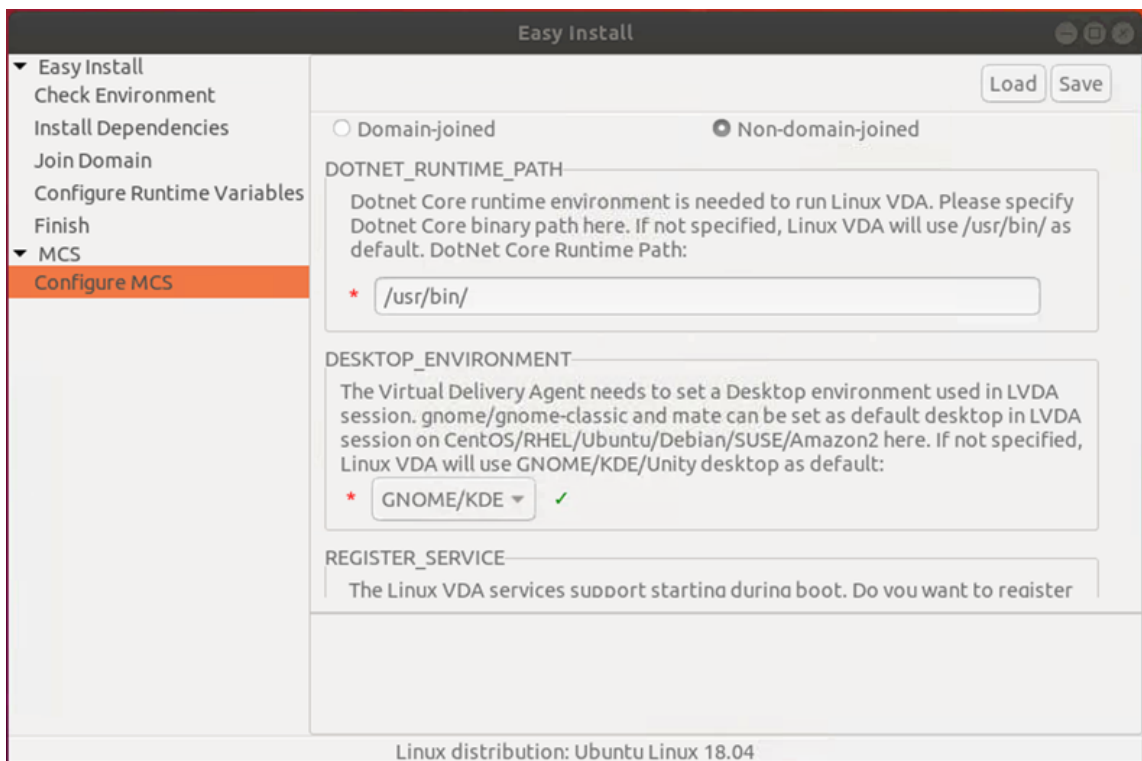 Easy Install
Easy Install
Check Environment
Install Dependencies
Join Domain
Configure Runtime Variables
Finish
MCS
Configure MCS
Load Save
Domain-joined Non-domain-joined
DOTNET_RUNTIME_PATH
Dotnet Core runtime environment is needed to run Linux VDA. Please specify
Dotnet Core binary path here. If not specified, Linux VDA will use /usr/bin/ as
default. DotNet Core Runtime Path:
* /usr/bin/
DESKTOP_ENVIRONMENT
The Virtual Delivery Agent needs to set a Desktop environment used in LVDA
session. gnome/gnome-classic and mate can be set as default desktop in LVDA
session on CentOS/RHEL/Ubuntu/Debian/SUSE/Amazon2 here. If not specified,
Linux VDA will use GNOME/KDE/Unity desktop as default:
* GNOME/KDE ✓
REGISTER_SERVICE
The Linux VDA services support starting during boot. Do you want to register
Linux distribution: Ubuntu Linux 18.04